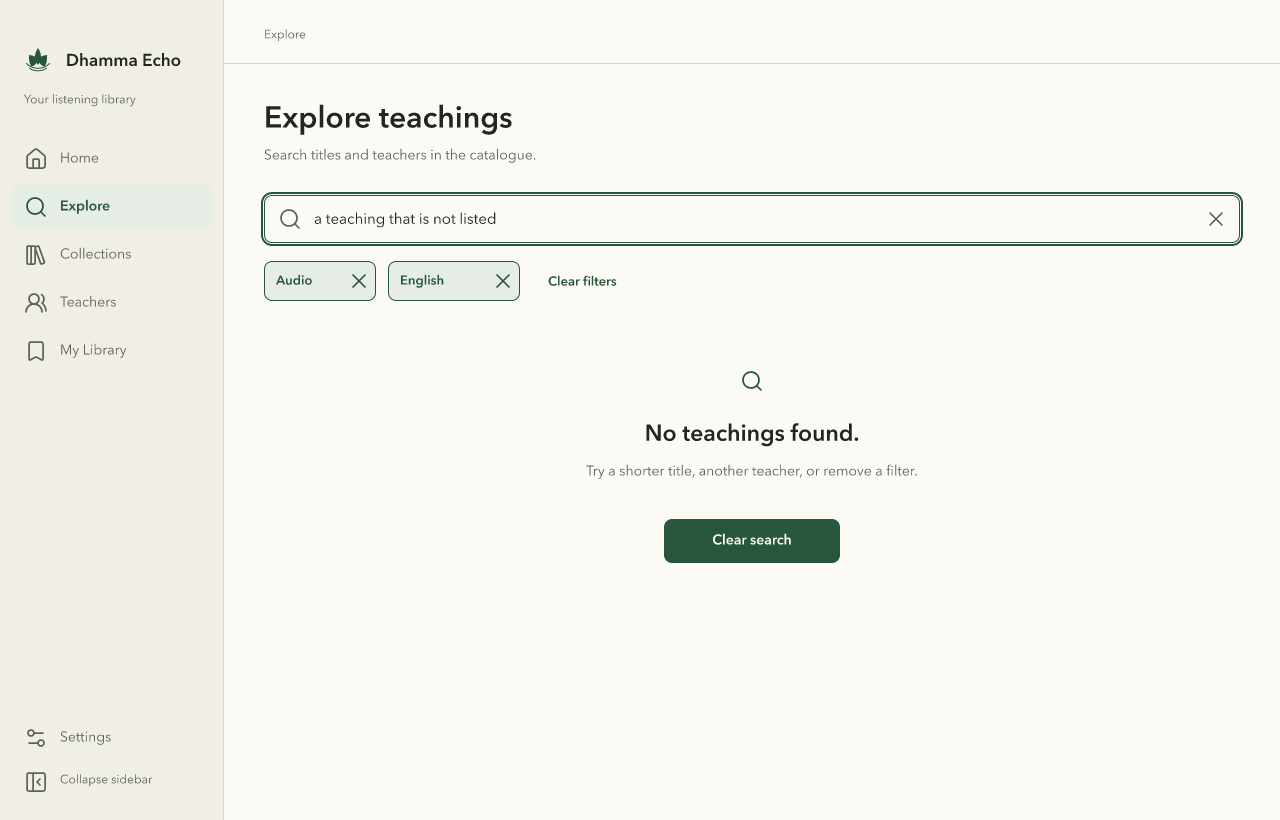 Dhamma Echo
Your listening library
Home
Explore
Collections
Teachers
My Library
Settings
Collapse sidebar
Explore
Explore teachings
Search titles and teachers in the catalogue.
a teaching that is not listed
Audio English Clear filters
No teachings found.
Try a shorter title, another teacher, or remove a filter.
Clear search